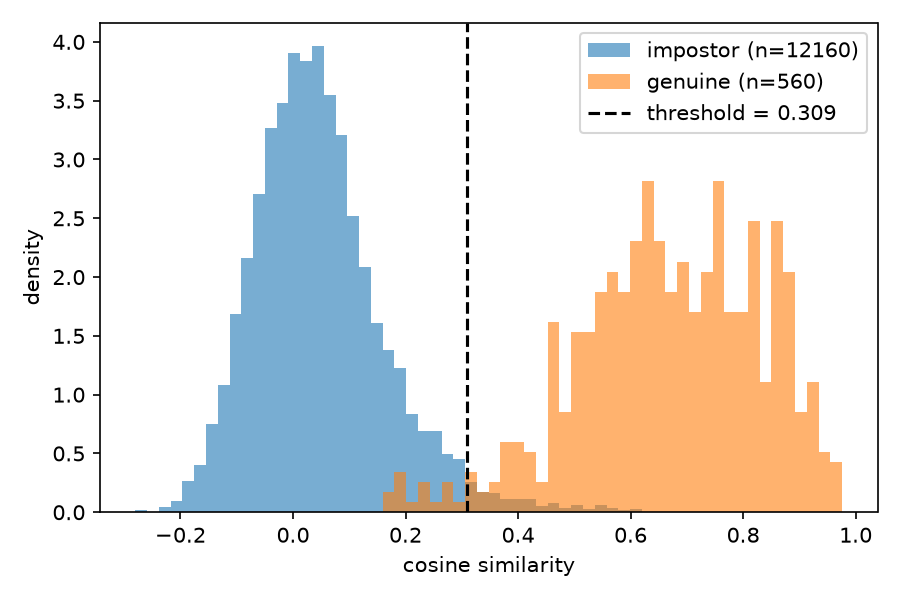 impostor (n=12160)
genuine (n=560)
threshold = 0.309
4.0
3.5
3.0
2.5
2.0
1.5
1.0
0.5
0.0
density
−0.2 0.0 0.2 0.4 0.6 0.8 1.0
cosine similarity